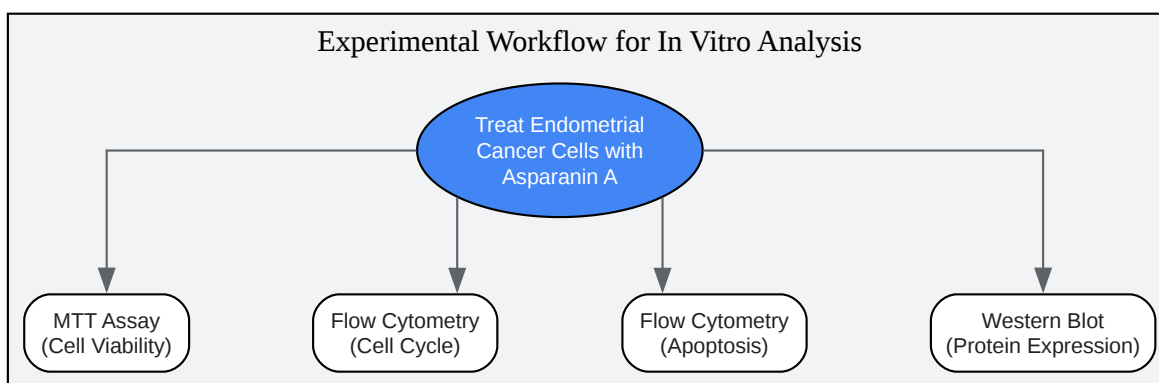 Experimental Workflow for In Vitro Analysis
Treat Endometrial
Cancer Cells with
Asparanin A
MTT Assay
(Cell Viability)
Flow Cytometry
(Cell Cycle)
Flow Cytometry
(Apoptosis)
Western Blot
(Protein Expression)